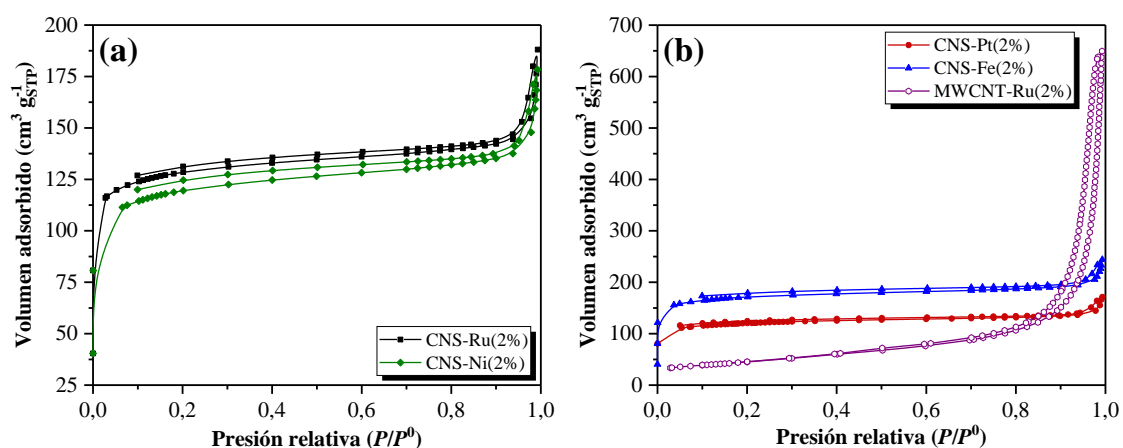 (a)
Volumen adsorbido (cm³ g⁻¹STP)
200
175
150
125
100
75
50
25
0,0 0,2 0,4 0,6 0,8 1,0
Presión relativa (P/P⁰)
CNS-Ru(2%)
CNS-Ni(2%)
(b)
Volumen adsorbido (cm³ g⁻¹STP)
700
600
500
400
300
200
100
0
0,0 0,2 0,4 0,6 0,8 1,0
Presión relativa (P/P⁰)
CNS-Pt(2%)
CNS-Fe(2%)
MWCNT-Ru(2%)